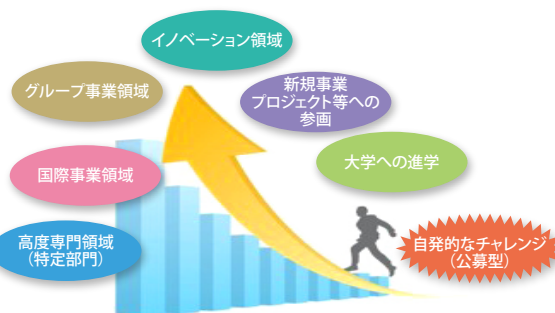 イノベーション領域
グループ事業領域
新規事業
プロジェクト等への
参画
大学への進学
国際事業領域
高度専門領域
(特定部門)
自発的なチャレンジ
(公募型)